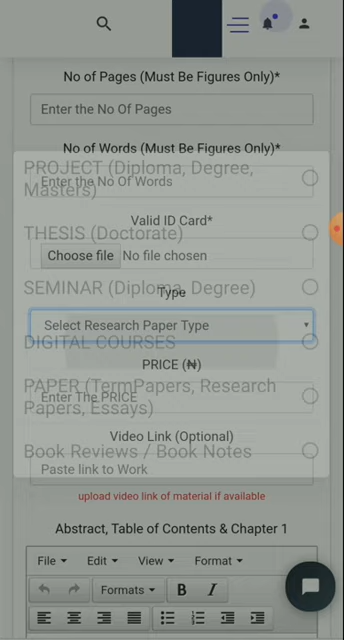 No of Pages (Must Be Figures Only)*
Enter the No Of Pages
No of Words (Must Be Figures Only)*
PROJECT (Diploma, Degree,
Masters)
Enter the No Of Words
Valid ID Card*
THESIS (Doctorate)
Choose file No file chosen
SEMINAR (Diploma, Degree)
Type
Select Research Paper Type
DIGITAL COURSES
PRICE (₦)
PAPER (TermPapers, Research
Papers, Essays)
Enter The PRICE
Video Link (Optional)
Book Reviews / Book Notes
Paste link to Work
upload video link of material if available
Abstract, Table of Contents & Chapter 1
File Edit View Format
Formats B I